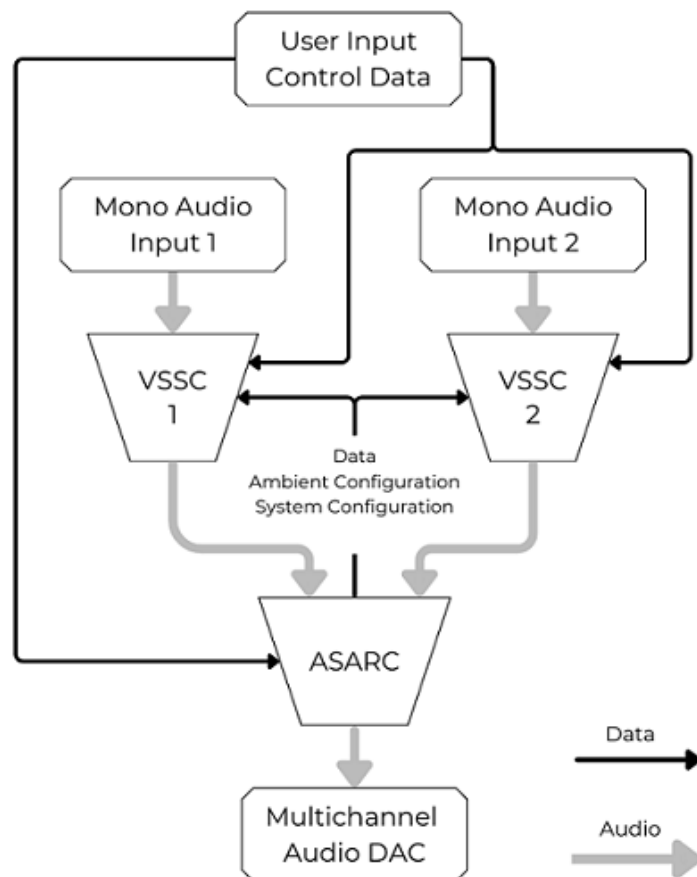 User Input
Control Data
Mono Audio
Input 1
Mono Audio
Input 2
VSSC
1
VSSC
2
Data
Ambient Configuration
System Configuration
ASARC
Data
Multichannel
Audio DAC
Audio